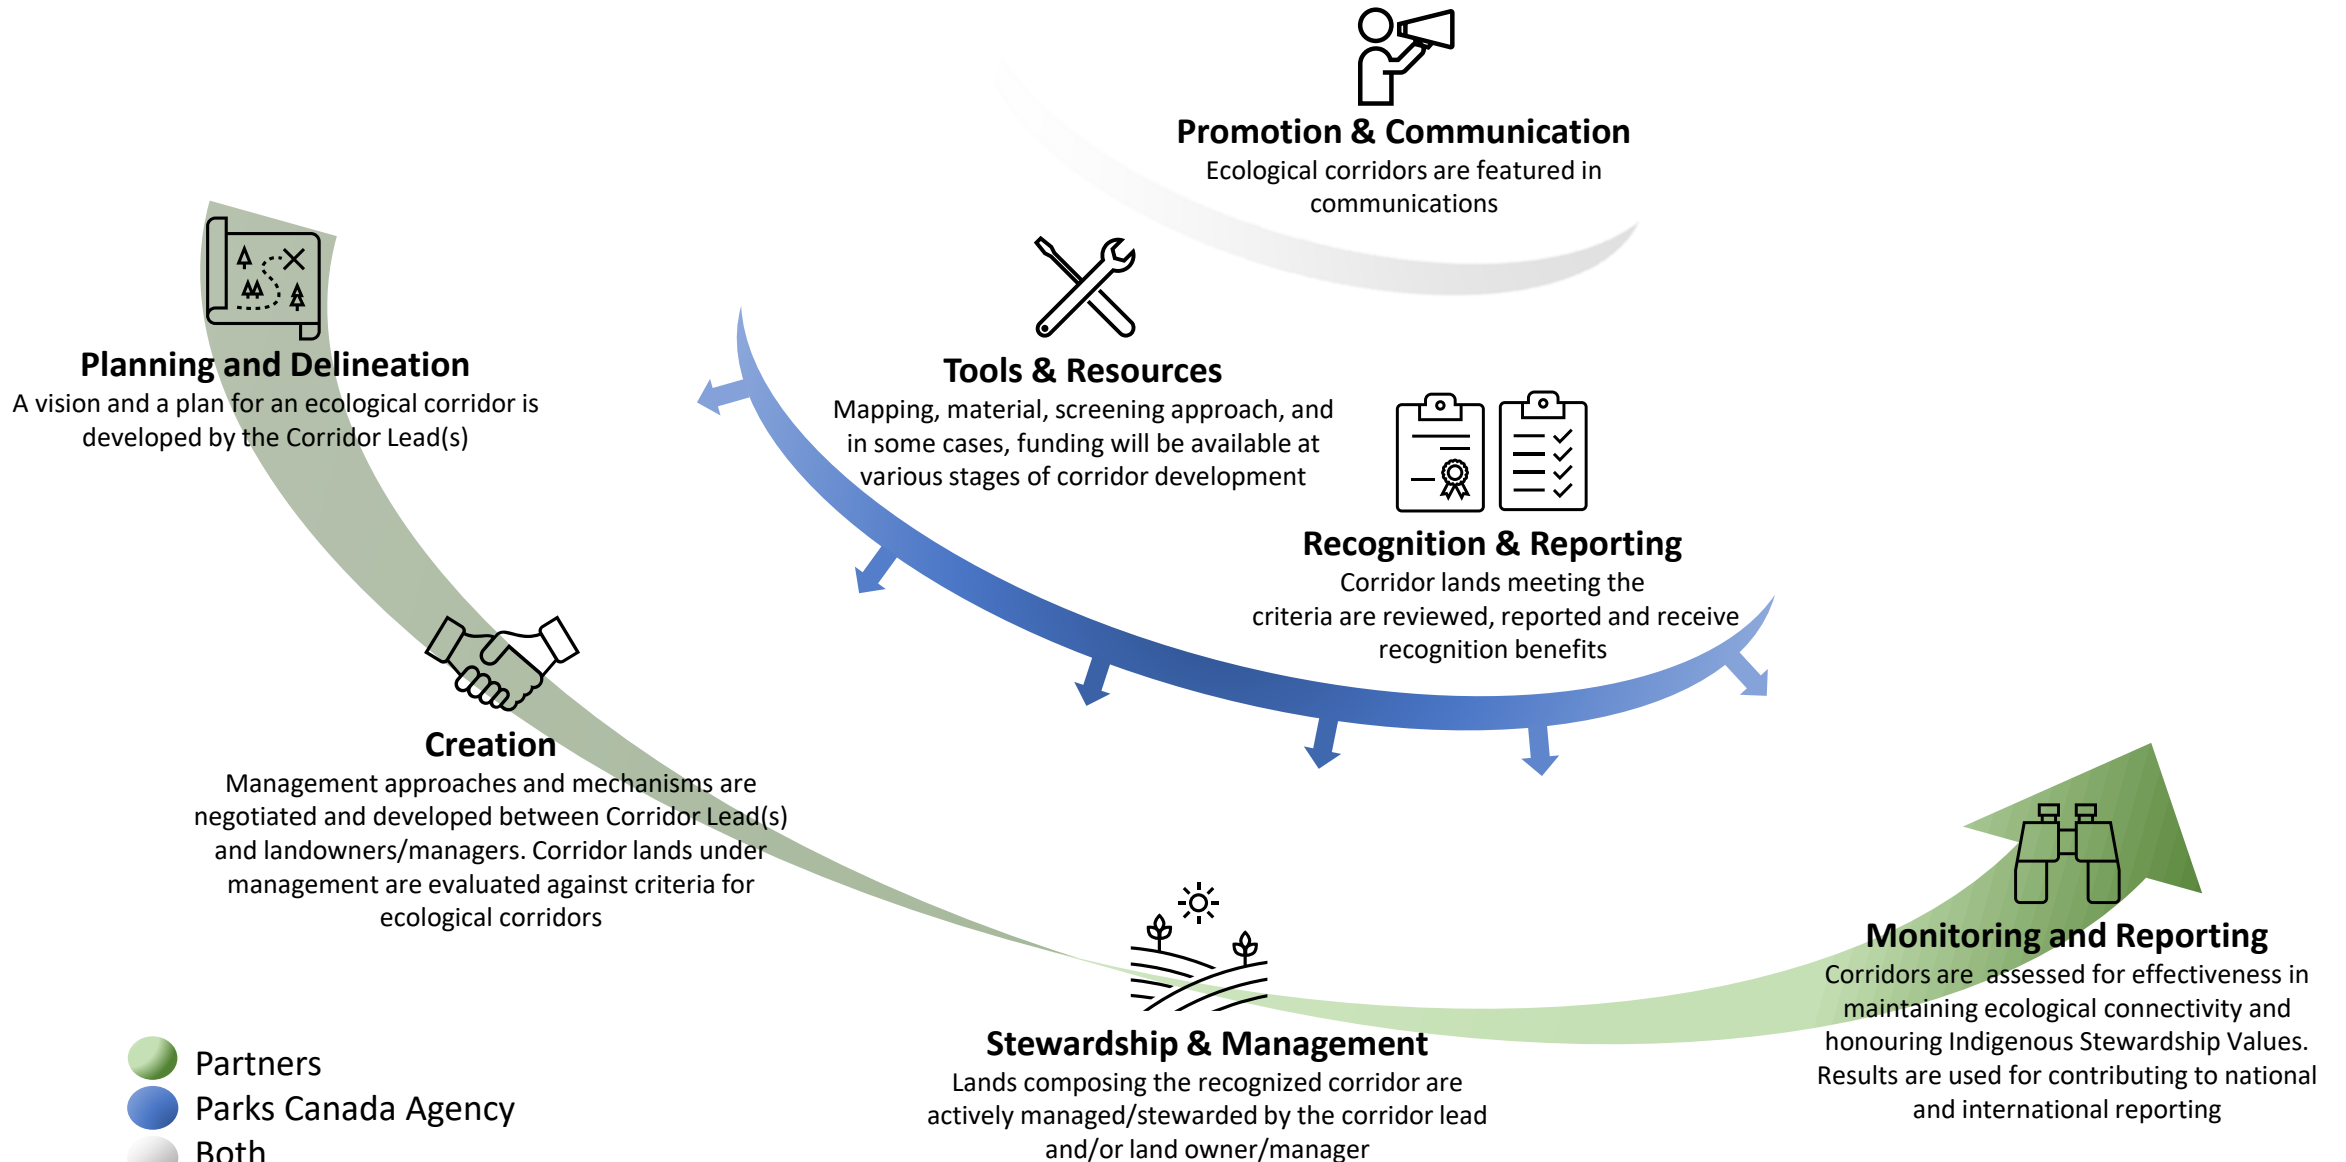 Promotion & Communication
Ecological corridors are featured in
communications
Planning and Delineation
A vision and a plan for an ecological corridor is
developed by the Corridor Lead(s)
Tools & Resources
Mapping, material, screening approach, and
in some cases, funding will be available at
various stages of corridor development
Recognition & Reporting
Corridor lands meeting the
criteria are reviewed, reported and receive
recognition benefits
Creation
Management approaches and mechanisms are
negotiated and developed between Corridor Lead(s)
and landowners/managers. Corridor lands under
management are evaluated against criteria for
ecological corridors
Stewardship & Management
Lands composing the recognized corridor are
actively managed/stewarded by the corridor lead
and/or land owner/manager
Monitoring and Reporting
Corridors are assessed for effectiveness in
maintaining ecological connectivity and
honouring Indigenous Stewardship Values.
Results are used for contributing to national
and international reporting
Partners
Parks Canada Agency
Both